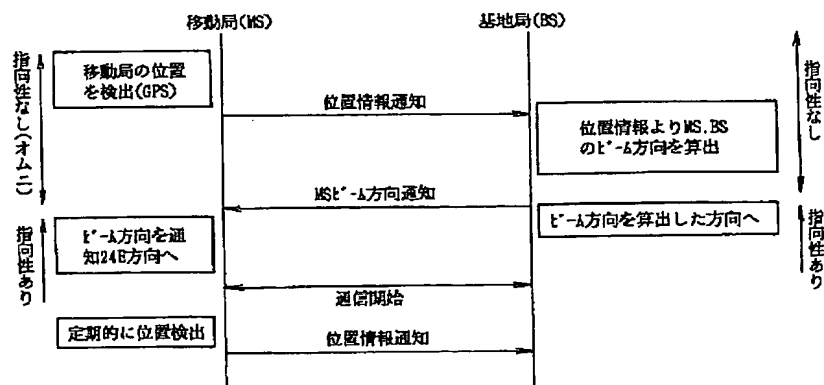 移動局(MS)
基地局(BS)
指向性なし(オムニ)
移動局の位置
を検出(GPS)
位置情報通知
指向性なし
位置情報よりMS.BS
のビーム方向を算出
MSビーム方向通知
指向性あり
ビーム方向を通
知24E方向へ
ビーム方向を算出した方向へ
指向性あり
通信開始
定期的に位置検出
位置情報通知